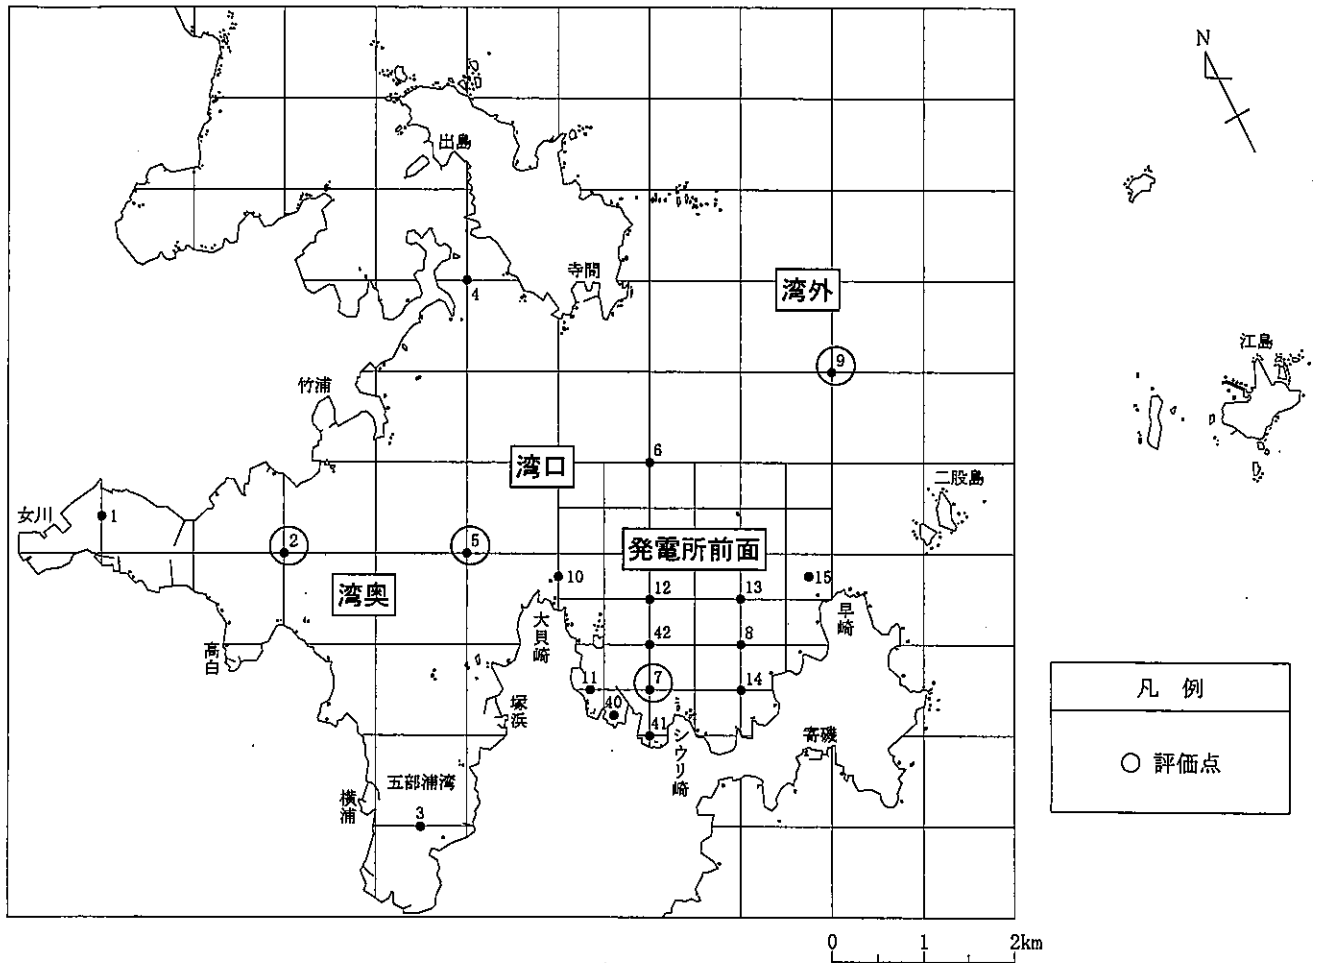 N
出島
寺間
4
湾外
9
江島
竹浦
6
湾口
二股島
女川
1
2
5
発電所前面
湾奥
10
12
13
15
大貝崎
早崎
高白
42
8
11
7
14
塚浜
40
41
シウリ崎
寄磯
五部浦湾
横浦
3
凡 例
○ 評価点
0 1 2km